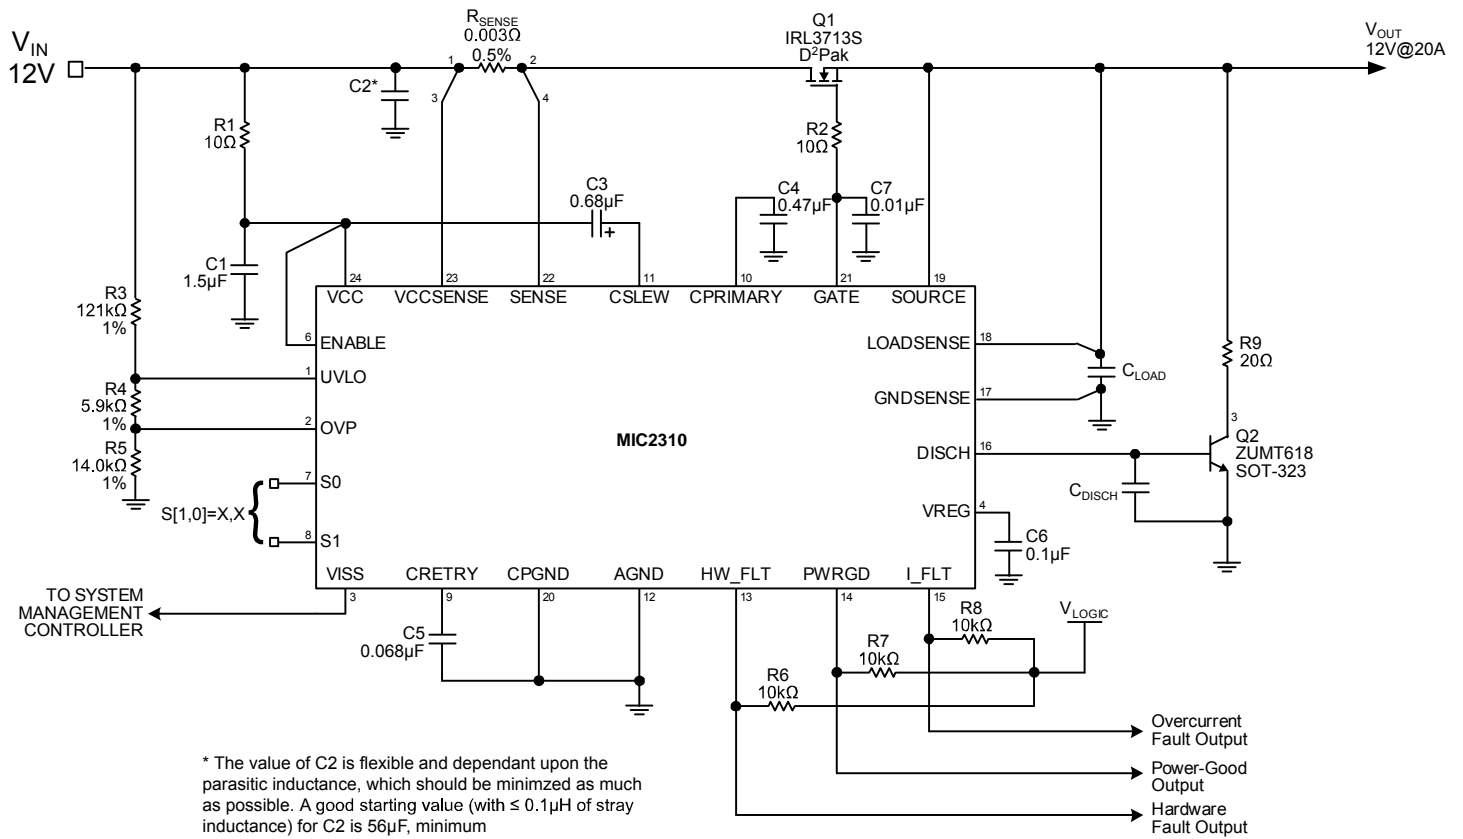 V_IN
12V
R_SENSE
0.003Ω
0.5%
1
2
3
4
C2*
Q1
IRL3713S
D²Pak
V_OUT
12V@20A
R1
10Ω
R2
10Ω
C3
0.68µF
+
C4
0.47µF
C7
0.01µF
C1
1.5µF
R3
121kΩ
1%
R4
5.9kΩ
1%
R5
14.0kΩ
1%
24
23
22
11
10
21
19
VCC
VCCSENSE
SENSE
CSLEW
CPRIMARY
GATE
SOURCE
6
ENABLE
1
UVLO
2
OVP
7
S0
S[1,0]=X,X
8
S1
MIC2310
LOADSENSE
18
GNDSENSE
17
DISCH
16
VREG
4
C_LOAD
R9
20Ω
3
Q2
ZUMT618
SOT-323
C_DISCH
C6
0.1µF
VISS
CRETRY
CPGND
AGND
HW_FLT
PWRGD
I_FLT
3
9
20
12
13
14
15
TO SYSTEM
MANAGEMENT
CONTROLLER
C5
0.068µF
R8
10kΩ
R7
10kΩ
R6
10kΩ
V_LOGIC
Overcurrent
Fault Output
Power-Good
Output
Hardware
Fault Output
* The value of C2 is flexible and dependant upon the
parasitic inductance, which should be minimzed as much
as possible. A good starting value (with ≤ 0.1µH of stray
inductance) for C2 is 56µF, minimum